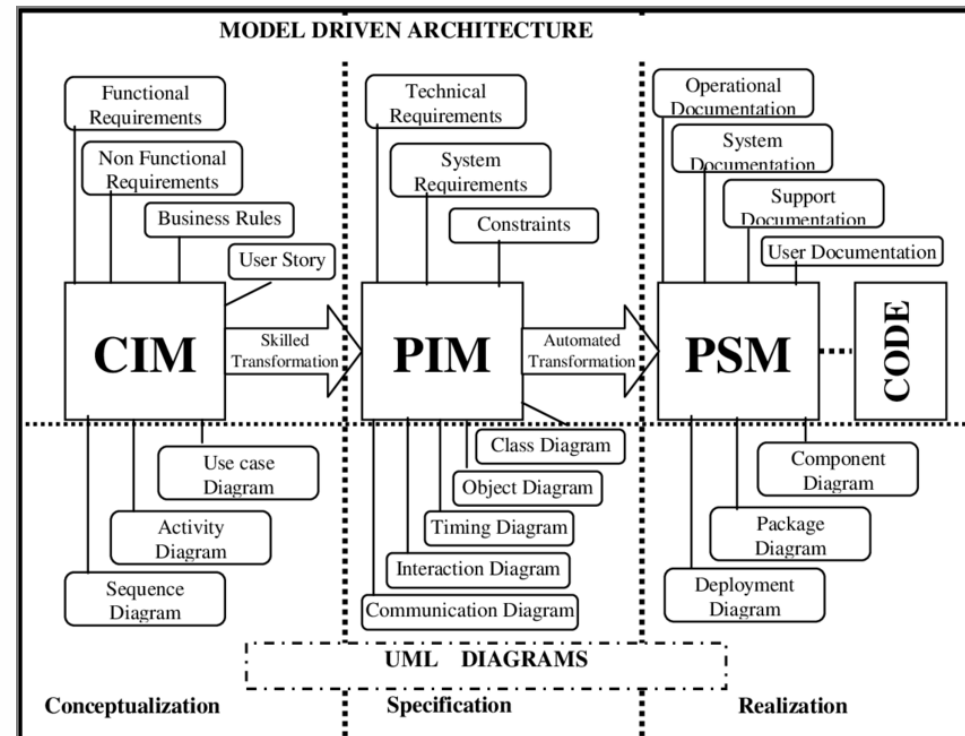 MODEL DRIVEN ARCHITECTURE
Functional
Requirements
Non Functional
Requirements
Business Rules
User Story
CIM
Skilled
Transformation
Use case
Diagram
Activity
Diagram
Sequence
Diagram
Conceptualization
Technical
Requirements
System
Requirements
Constraints
PIM
Automated
Transformation
Class Diagram
Object Diagram
Timing Diagram
Interaction Diagram
Communication Diagram
UML DIAGRAMS
Specification
Operational
Documentation
System
Documentation
Support
Documentation
User Documentation
PSM
CODE
Component
Diagram
Package
Diagram
Deployment
Diagram
Realization